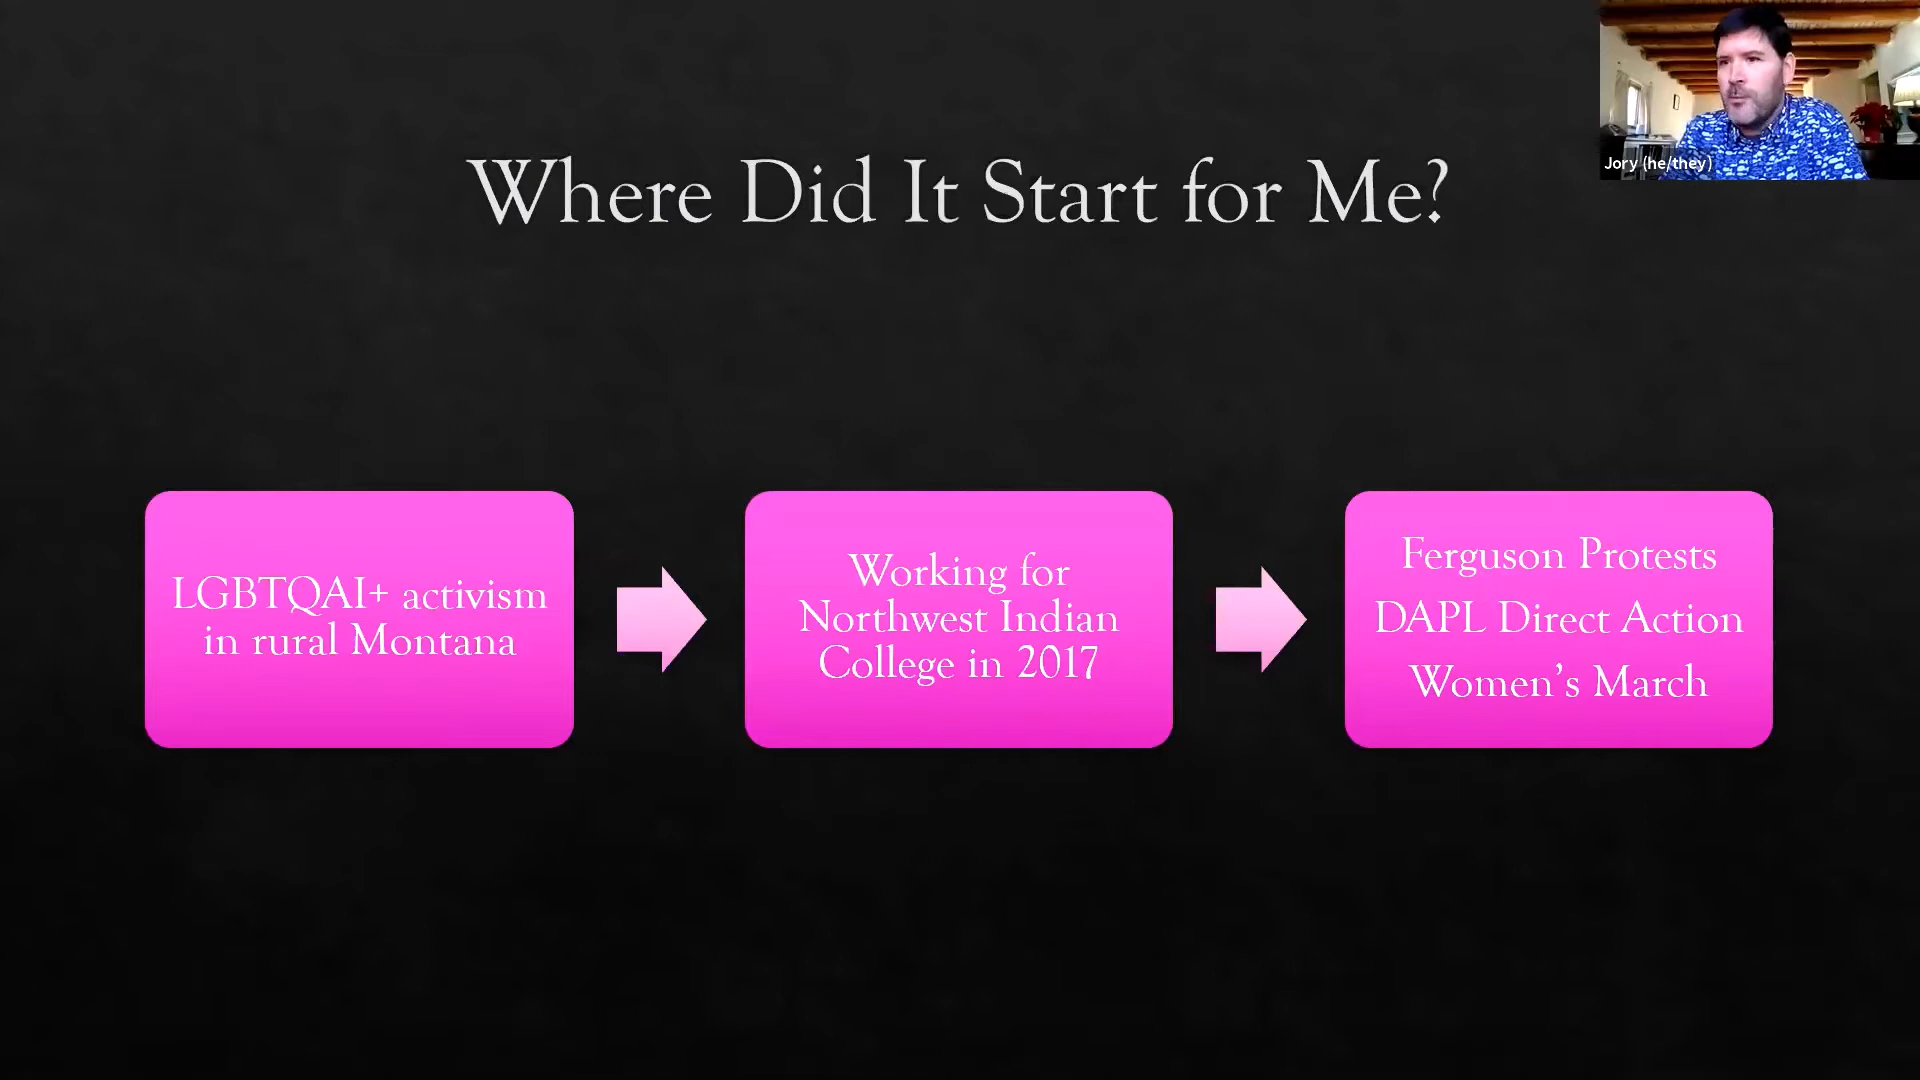 Where Did It Start for Me?
Jory (he/they)
LGBTQAI+ activism
in rural Montana
Working for
Northwest Indian
College in 2017
Ferguson Protests
DAPL Direct Action
Women's March